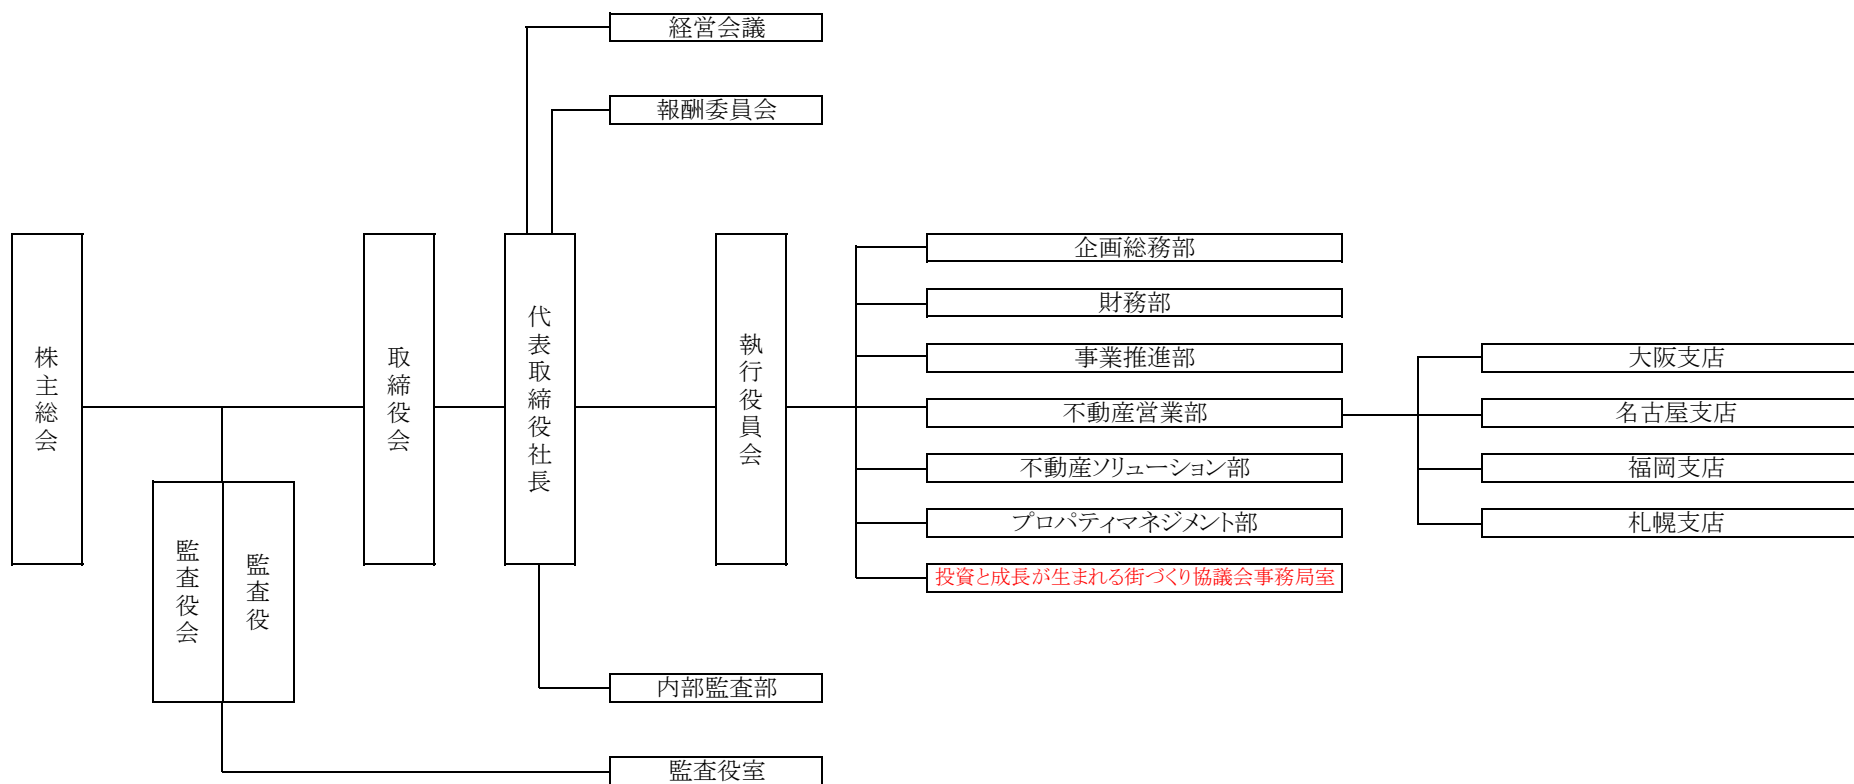 経営会議
報酬委員会
株主総会
監査役会
監査役
取締役会
代表取締役社長
執行役員会
企画総務部
財務部
事業推進部
不動産営業部
不動産ソリューション部
プロパティマネジメント部
投資と成長が生まれる街づくり協議会事務局室
大阪支店
名古屋支店
福岡支店
札幌支店
内部監査部
監査役室